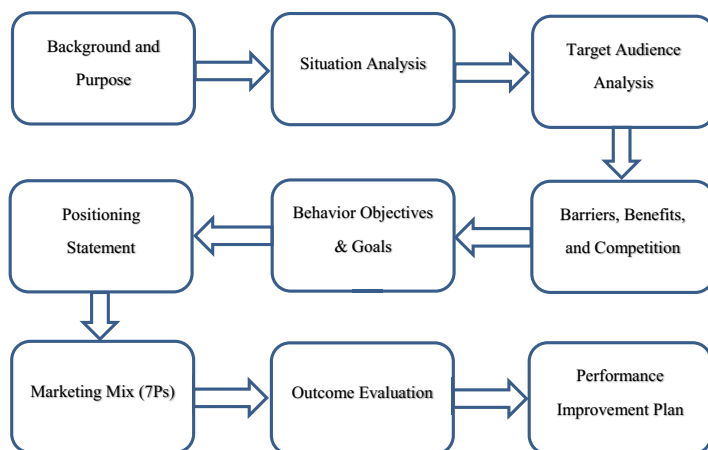 Background and
Purpose
Situation Analysis
Target Audience
Analysis
Barriers, Benefits,
and Competition
Behavior Objectives
& Goals
Positioning
Statement
Marketing Mix (7Ps)
Outcome Evaluation
Performance
Improvement Plan